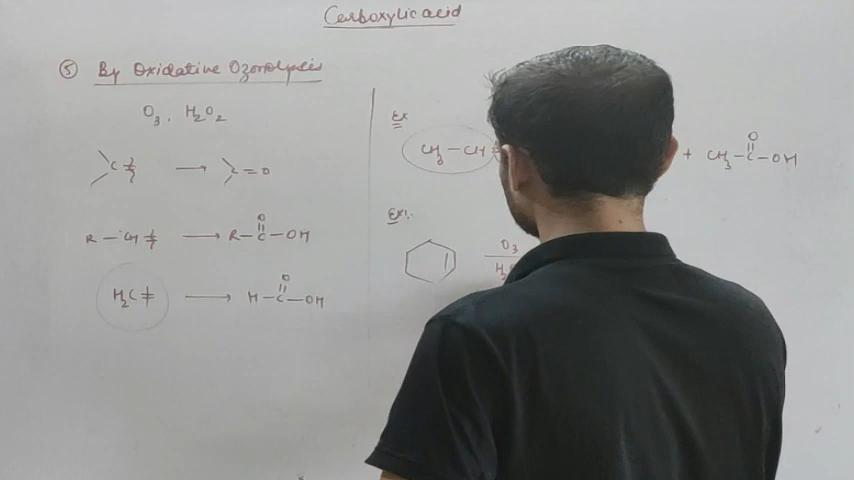 Carboxylic acid
⑤ By Oxidative Ozonolysis
O₃, H₂O₂
C ⟶ C=O
R—CH ⟶ R—C(=O)—OH
H₂C ⟶ H—C(=O)—OH
Ex
CH₃—CH= + CH₃—C(=O)—OH
Ex:
O₃
H₂O